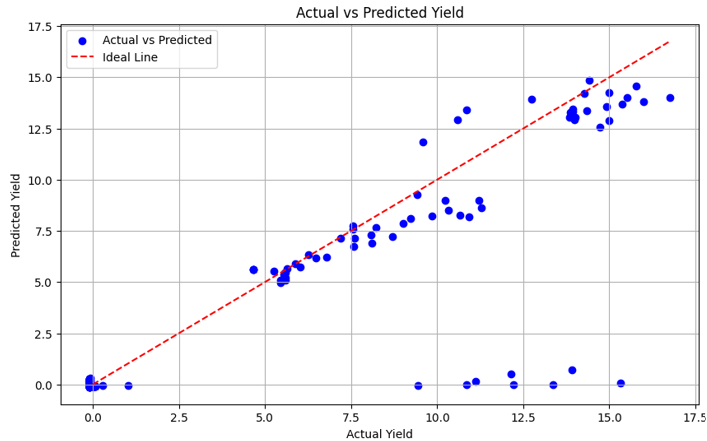 Actual vs Predicted Yield
17.5
15.0
12.5
10.0
7.5
5.0
2.5
0.0
Predicted Yield
Actual vs Predicted
Ideal Line
0.0 2.5 5.0 7.5 10.0 12.5 15.0 17.5
Actual Yield